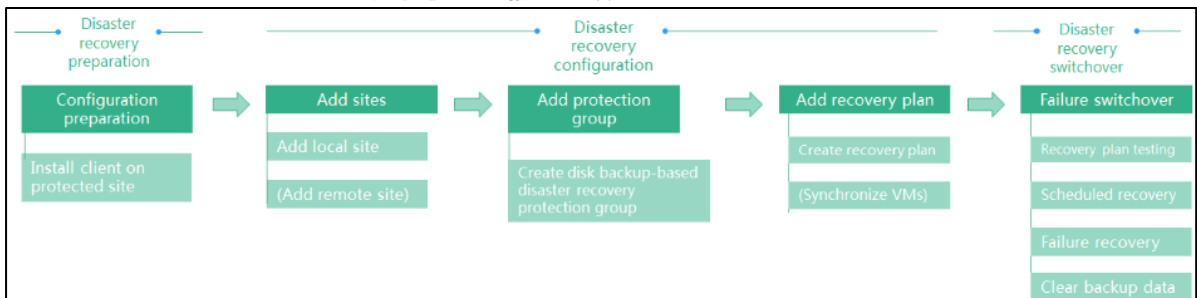 Disaster
recovery
preparation
Disaster
recovery
configuration
Disaster
recovery
switchover
Configuration
preparation
Add sites
Add protection
group
Add recovery plan
Failure switchover
Install client on
protected site
Add local site
(Add remote site)
Create disk backup-based
disaster recovery
protection group
Create recovery plan
(Synchronize VMs)
Recovery plan testing
Scheduled recovery
Failure recovery
Clear backup data